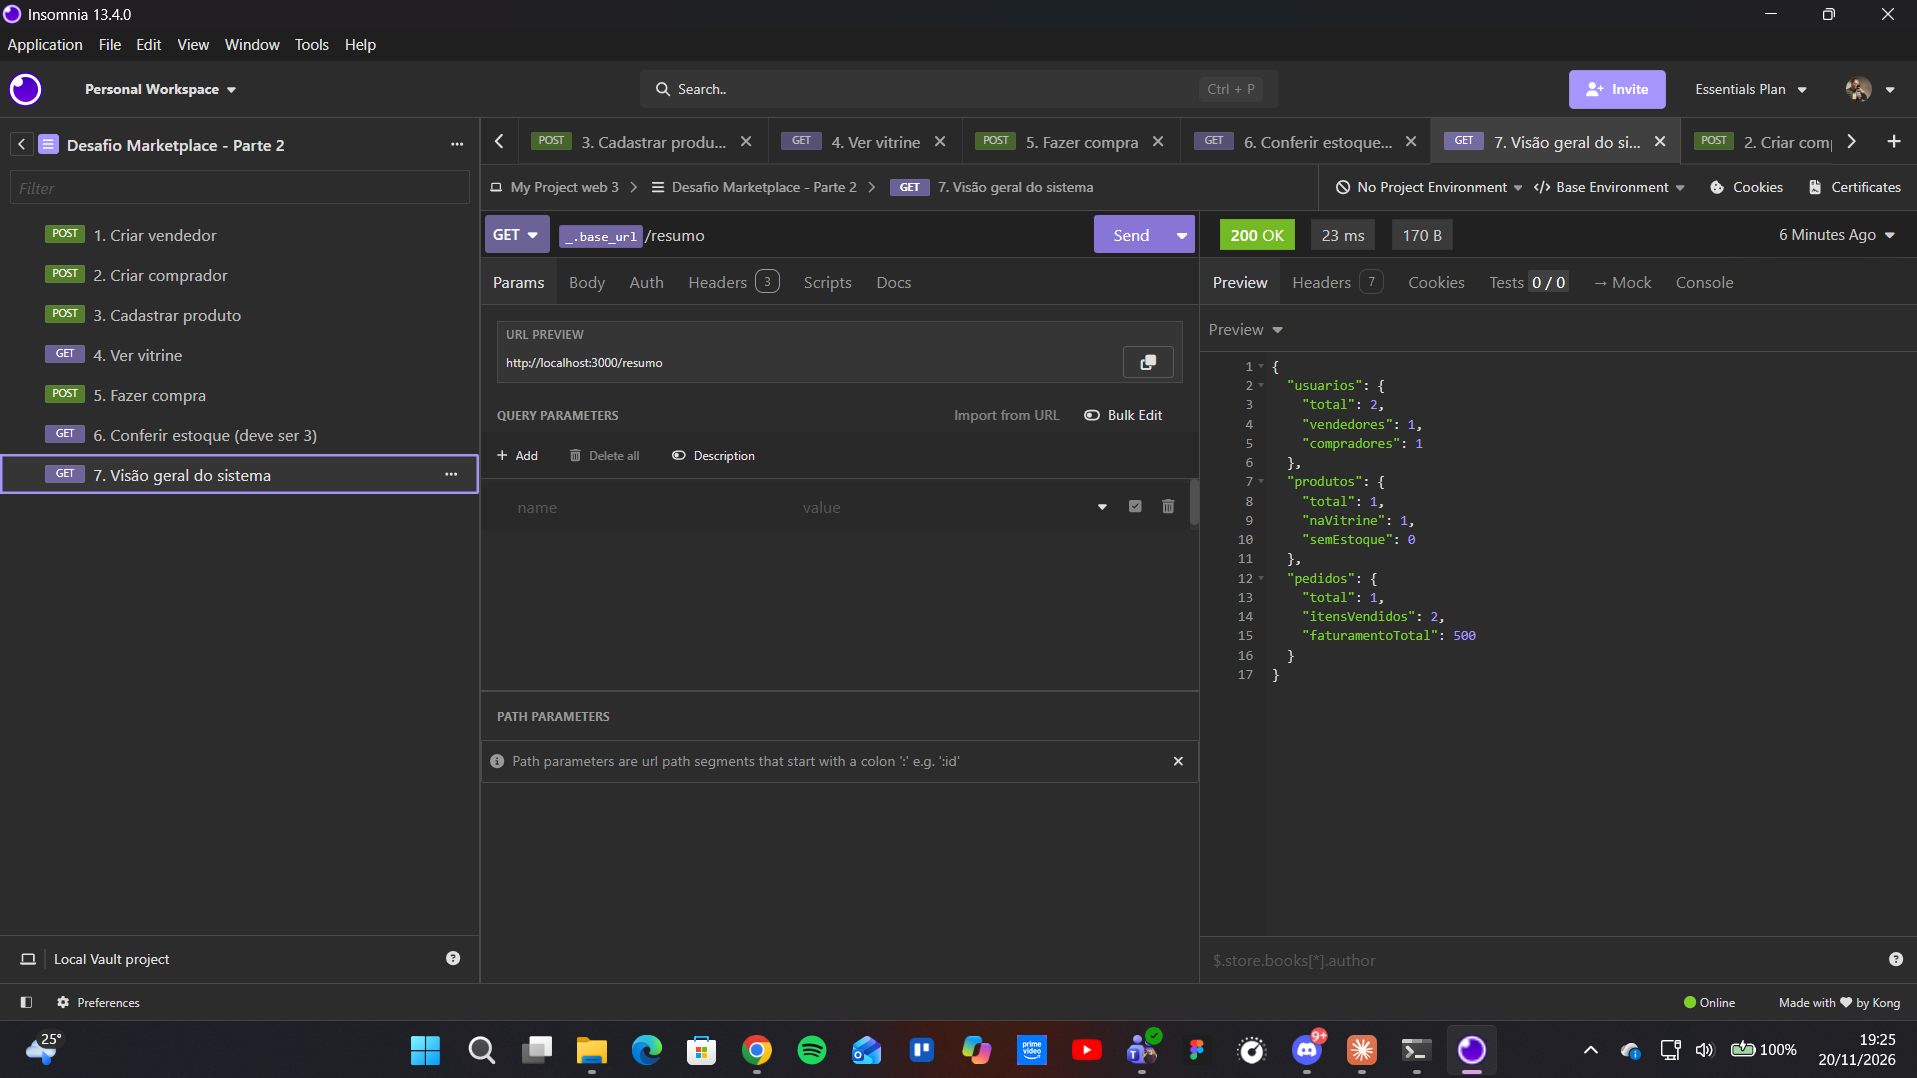 Insomnia 13.4.0
Application File Edit View Window Tools Help
Personal Workspace
Search..
Ctrl + P
Invite
Essentials Plan
Desafio Marketplace - Parte 2
Filter
POST 1. Criar vendedor
POST 2. Criar comprador
POST 3. Cadastrar produto
GET 4. Ver vitrine
POST 5. Fazer compra
GET 6. Conferir estoque (deve ser 3)
GET 7. Visão geral do sistema
Local Vault project
Preferences
POST 3. Cadastrar produ...
GET 4. Ver vitrine
POST 5. Fazer compra
GET 6. Conferir estoque...
GET 7. Visão geral do si...
POST 2. Criar com
My Project web 3 > Desafio Marketplace - Parte 2 > GET 7. Visão geral do sistema
No Project Environment
</> Base Environment
Cookies
Certificates
GET _.base_url/resumo
Send
Params Body Auth Headers 3 Scripts Docs
URL PREVIEW
http://localhost:3000/resumo
QUERY PARAMETERS
Import from URL
Bulk Edit
+ Add
Delete all
Description
name value
PATH PARAMETERS
Path parameters are url path segments that start with a colon ':' e.g. ':id'
200 OK
23 ms
170 B
6 Minutes Ago
Preview Headers 7 Cookies Tests 0 / 0 → Mock Console
Preview
1 {
2 "usuarios": {
3 "total": 2,
4 "vendedores": 1,
5 "compradores": 1
6 },
7 "produtos": {
8 "total": 1,
9 "naVitrine": 1,
10 "semEstoque": 0
11 },
12 "pedidos": {
13 "total": 1,
14 "itensVendidos": 2,
15 "faturamentoTotal": 500
16 }
17 }
$.store.books[*].author
Online
Made with ❤ by Kong
25°
prime video
9+
100%
19:25
20/11/2026